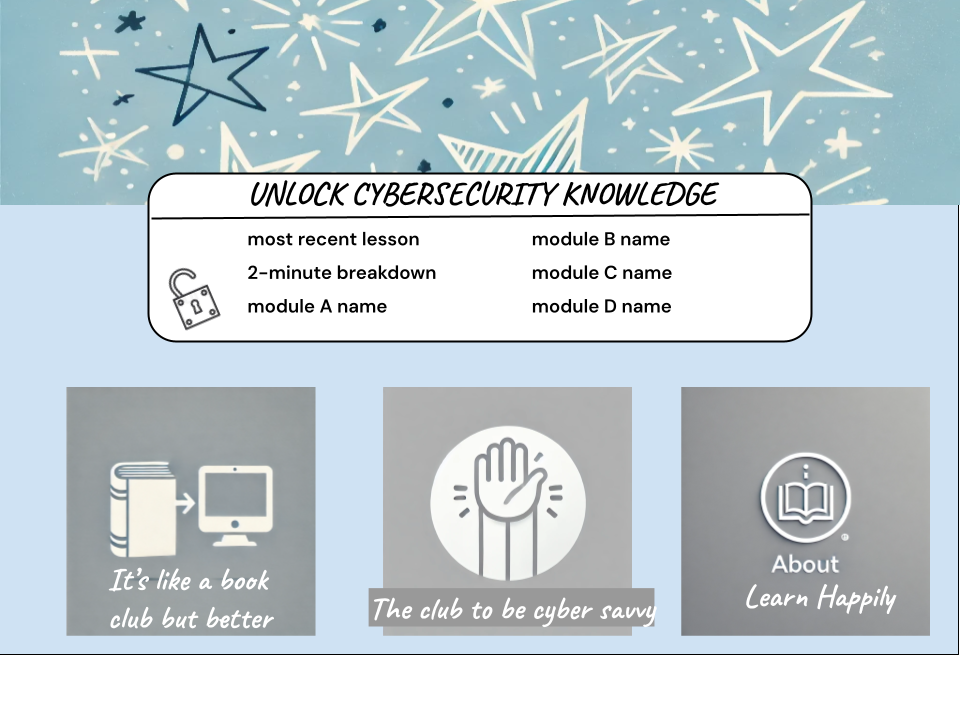 UNLOCK CYBERSECURITY KNOWLEDGE
most recent lesson
2-minute breakdown
module A name
module B name
module C name
module D name
It's like a book
club but better
The club to be cyber savvy
About
Learn Happily